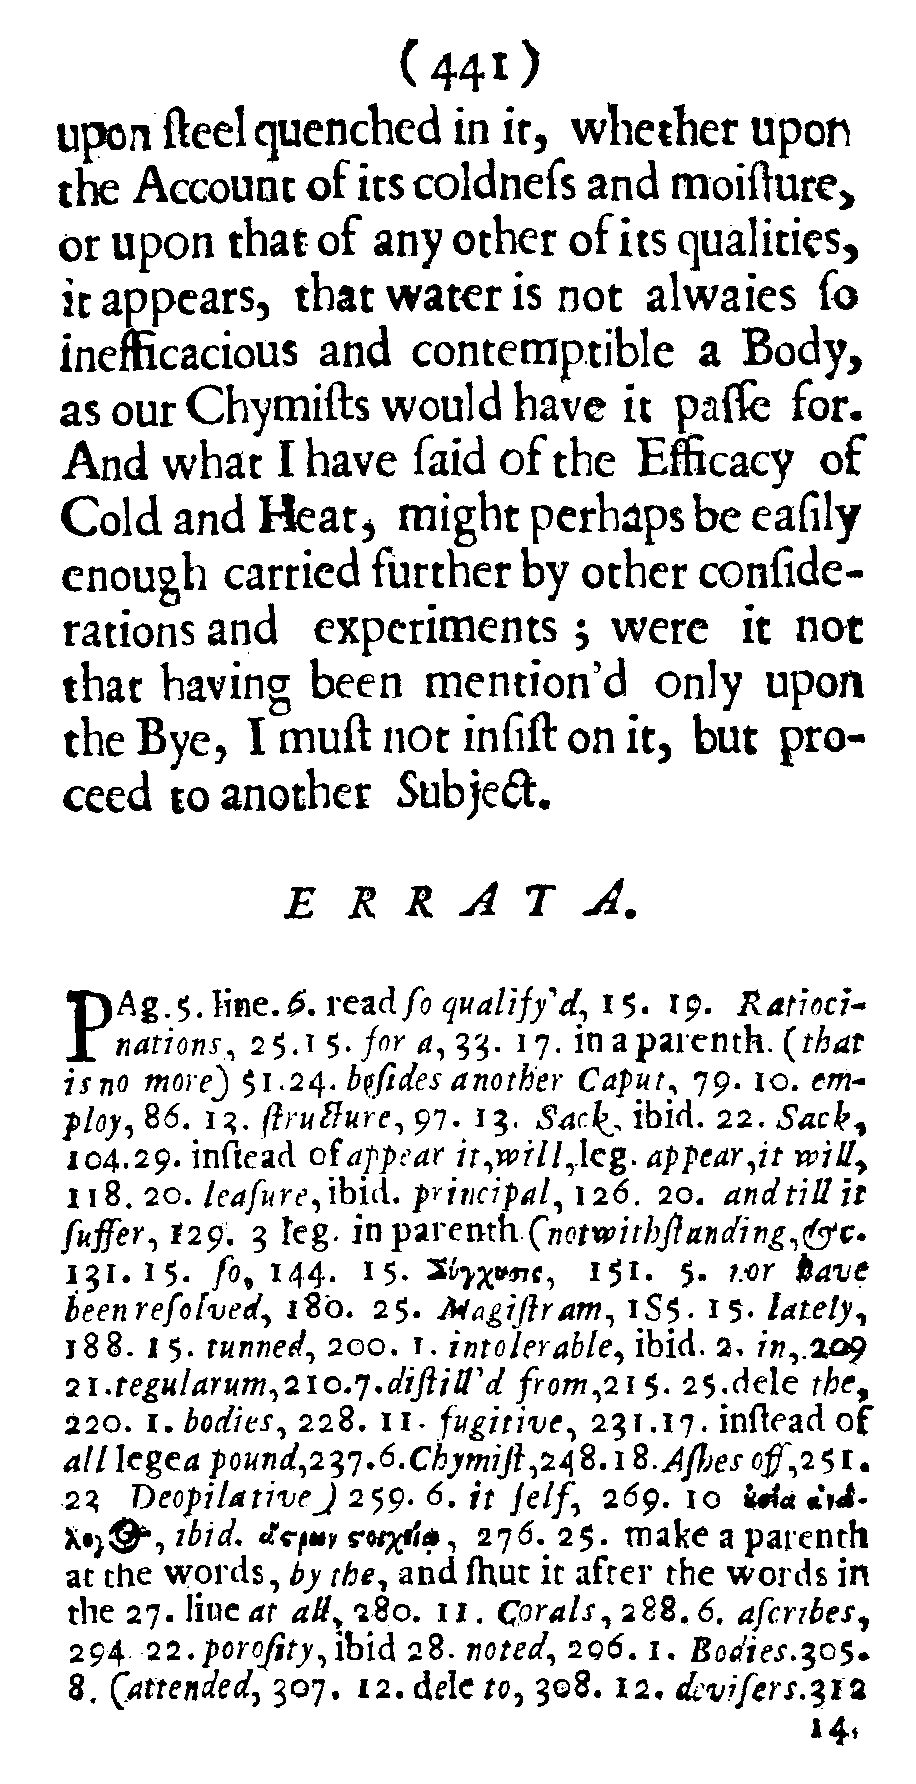 (441)
upon ſteel quenched in it, whether upon
the Account of its coldneſs and moiſture,
or upon that of any other of its qualities,
it appears, that water is not alwaies ſo
inefficacious and contemptible a Body,
as our Chymiſts would have it paſſe for.
And what I have ſaid of the Efficacy of
Cold and Heat, might perhaps be eaſily
enough carried further by other conſide-
rations and experiments ; were it not
that having been mention'd only upon
the Bye, I muſt not inſiſt on it, but pro-
ceed to another Subject.
ERRATA.
PAg. 5. line. 6. read ſo qualify'd, 15. 19. Ratioci-
nations, 25. 15. for a, 33. 17. in a parenth. (that
is no more) 51. 24. beſides another Caput, 79. 10. em-
ploy, 86. 13. ſtructure, 97. 13. Sack, ibid. 22. Sack,
104. 29. inſtead of appear it, will, leg. appear, it will,
118. 20. leaſure, ibid. principal, 126. 20. and till it
ſuffer, 129. 3 leg. in parenth. (notwithſtanding, &c.
131. 15. ſo, 144. 15. Σύγχυσις, 151. 5. nor have
been reſolved, 180. 25. Magiſtram, 185. 15. lately,
188. 15. tunned, 200. 1. intolerable, ibid. 2. in, 209
21. tegularum, 210. 7. diſtill'd from, 215. 25. dele the,
220. 1. bodies, 228. 11. fugitive, 231. 17. inſtead of
all lege a pound, 237. 6. Chymiſt, 248. 18. Aſhes off, 251.
23 Deopilative) 259. 6. it ſelf, 269. 10
ibid. 276. 25. make a parenth
at the words, by the, and ſhut it after the words in
the 27. line at all, 280. 11. Corals, 288. 6. aſcribes,
294. 22. poroſity, ibid 28. noted, 296. 1. Bodies. 305.
8. (attended, 307. 12. dele to, 308. 12. deviſers. 312
14.